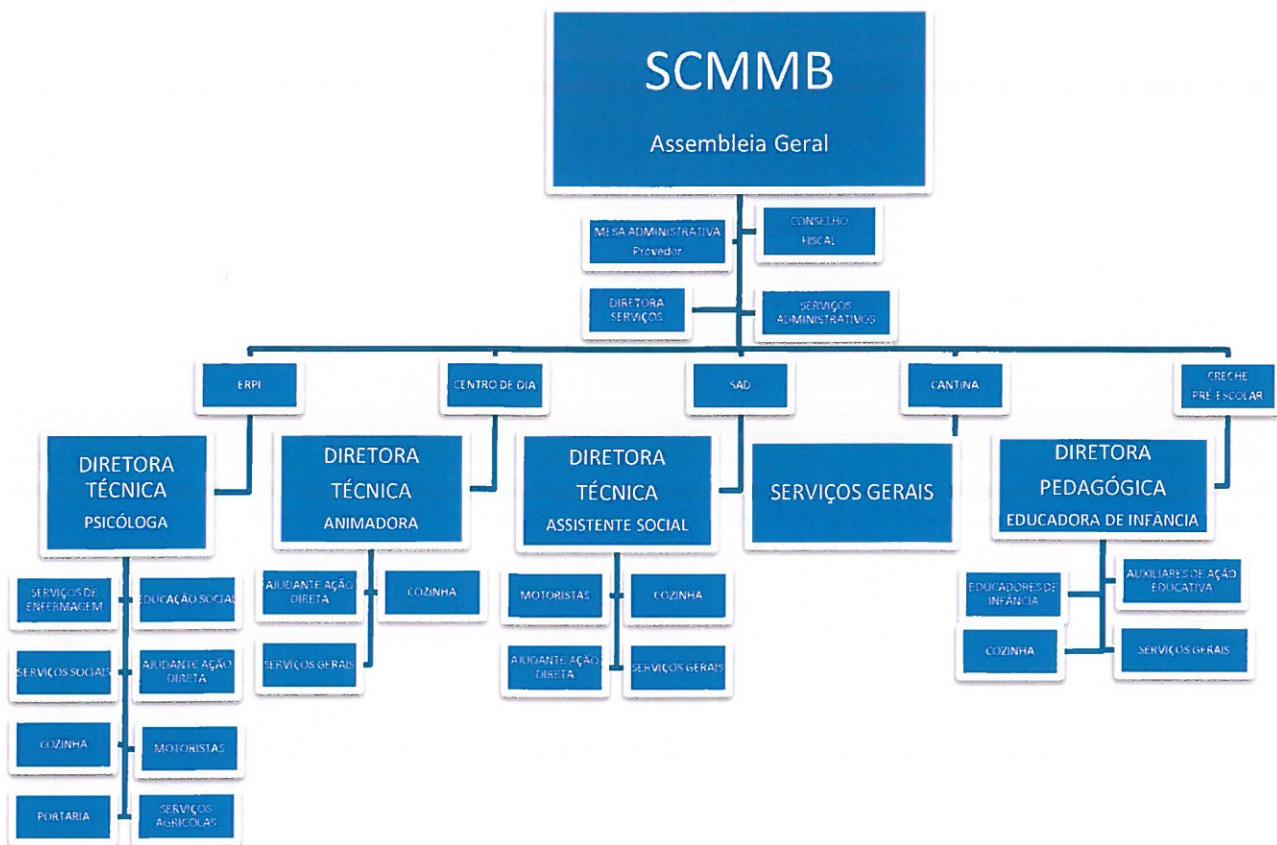 SCMMB
Assembleia Geral
MESA ADMINISTRATIVA
Provedor
CONSELHO
FISCAL
DIRETORA
SERVIÇOS
SERVIÇOS
ADMINISTRATIVOS
ERPI
CENTRO DE DIA
SAD
CANTINA
CRECHE
PRÉ-ESCOLAR
DIRETORA
TÉCNICA
PSICÓLOGA
DIRETORA
TÉCNICA
ANIMADORA
DIRETORA
TÉCNICA
ASSISTENTE SOCIAL
SERVIÇOS GERAIS
DIRETORA
PEDAGÓGICA
EDUCADORA DE INFÂNCIA
SERVIÇOS DE
ENFERMAGEM
EDUCAÇÃO SOCIAL
SERVIÇOS SOCIAIS
AJUDANTE AÇÃO
DIRETA
COZINHA
MOTORISTAS
PORTARIA
SERVIÇOS
AGRICOLAS
AJUDANTE AÇÃO
DIRETA
COZINHA
SERVIÇOS GERAIS
MOTORISTAS
COZINHA
AJUDANTE AÇÃO
DIRETA
SERVIÇOS GERAIS
EDUCADORES DE
INFÂNCIA
AUXILIARES DE AÇÃO
EDUCATIVA
COZINHA
SERVIÇOS GERAIS